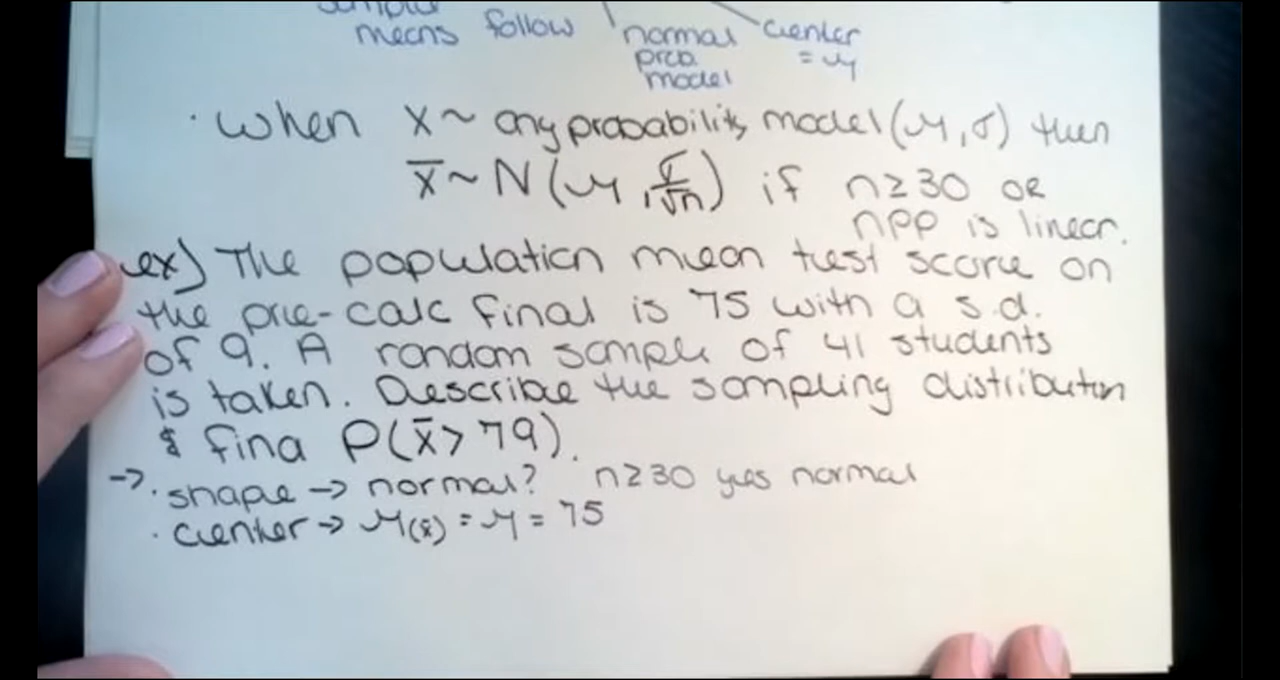 means follow normal center
prob. = μ
model
· when x ~ any probability model (μ, σ) then
x̄ ~ N(μ, σ/√n) if n ≥ 30 or
npp is linear.
ex) The population mean test score on
the pre-calc final is 75 with a s.d.
of 9. A random sample of 41 students
is taken. Describe the sampling distribution
& find P(x̄ > 79).
→ · shape → normal? n ≥ 30 yes normal
· center → μ(x̄) = μ = 75